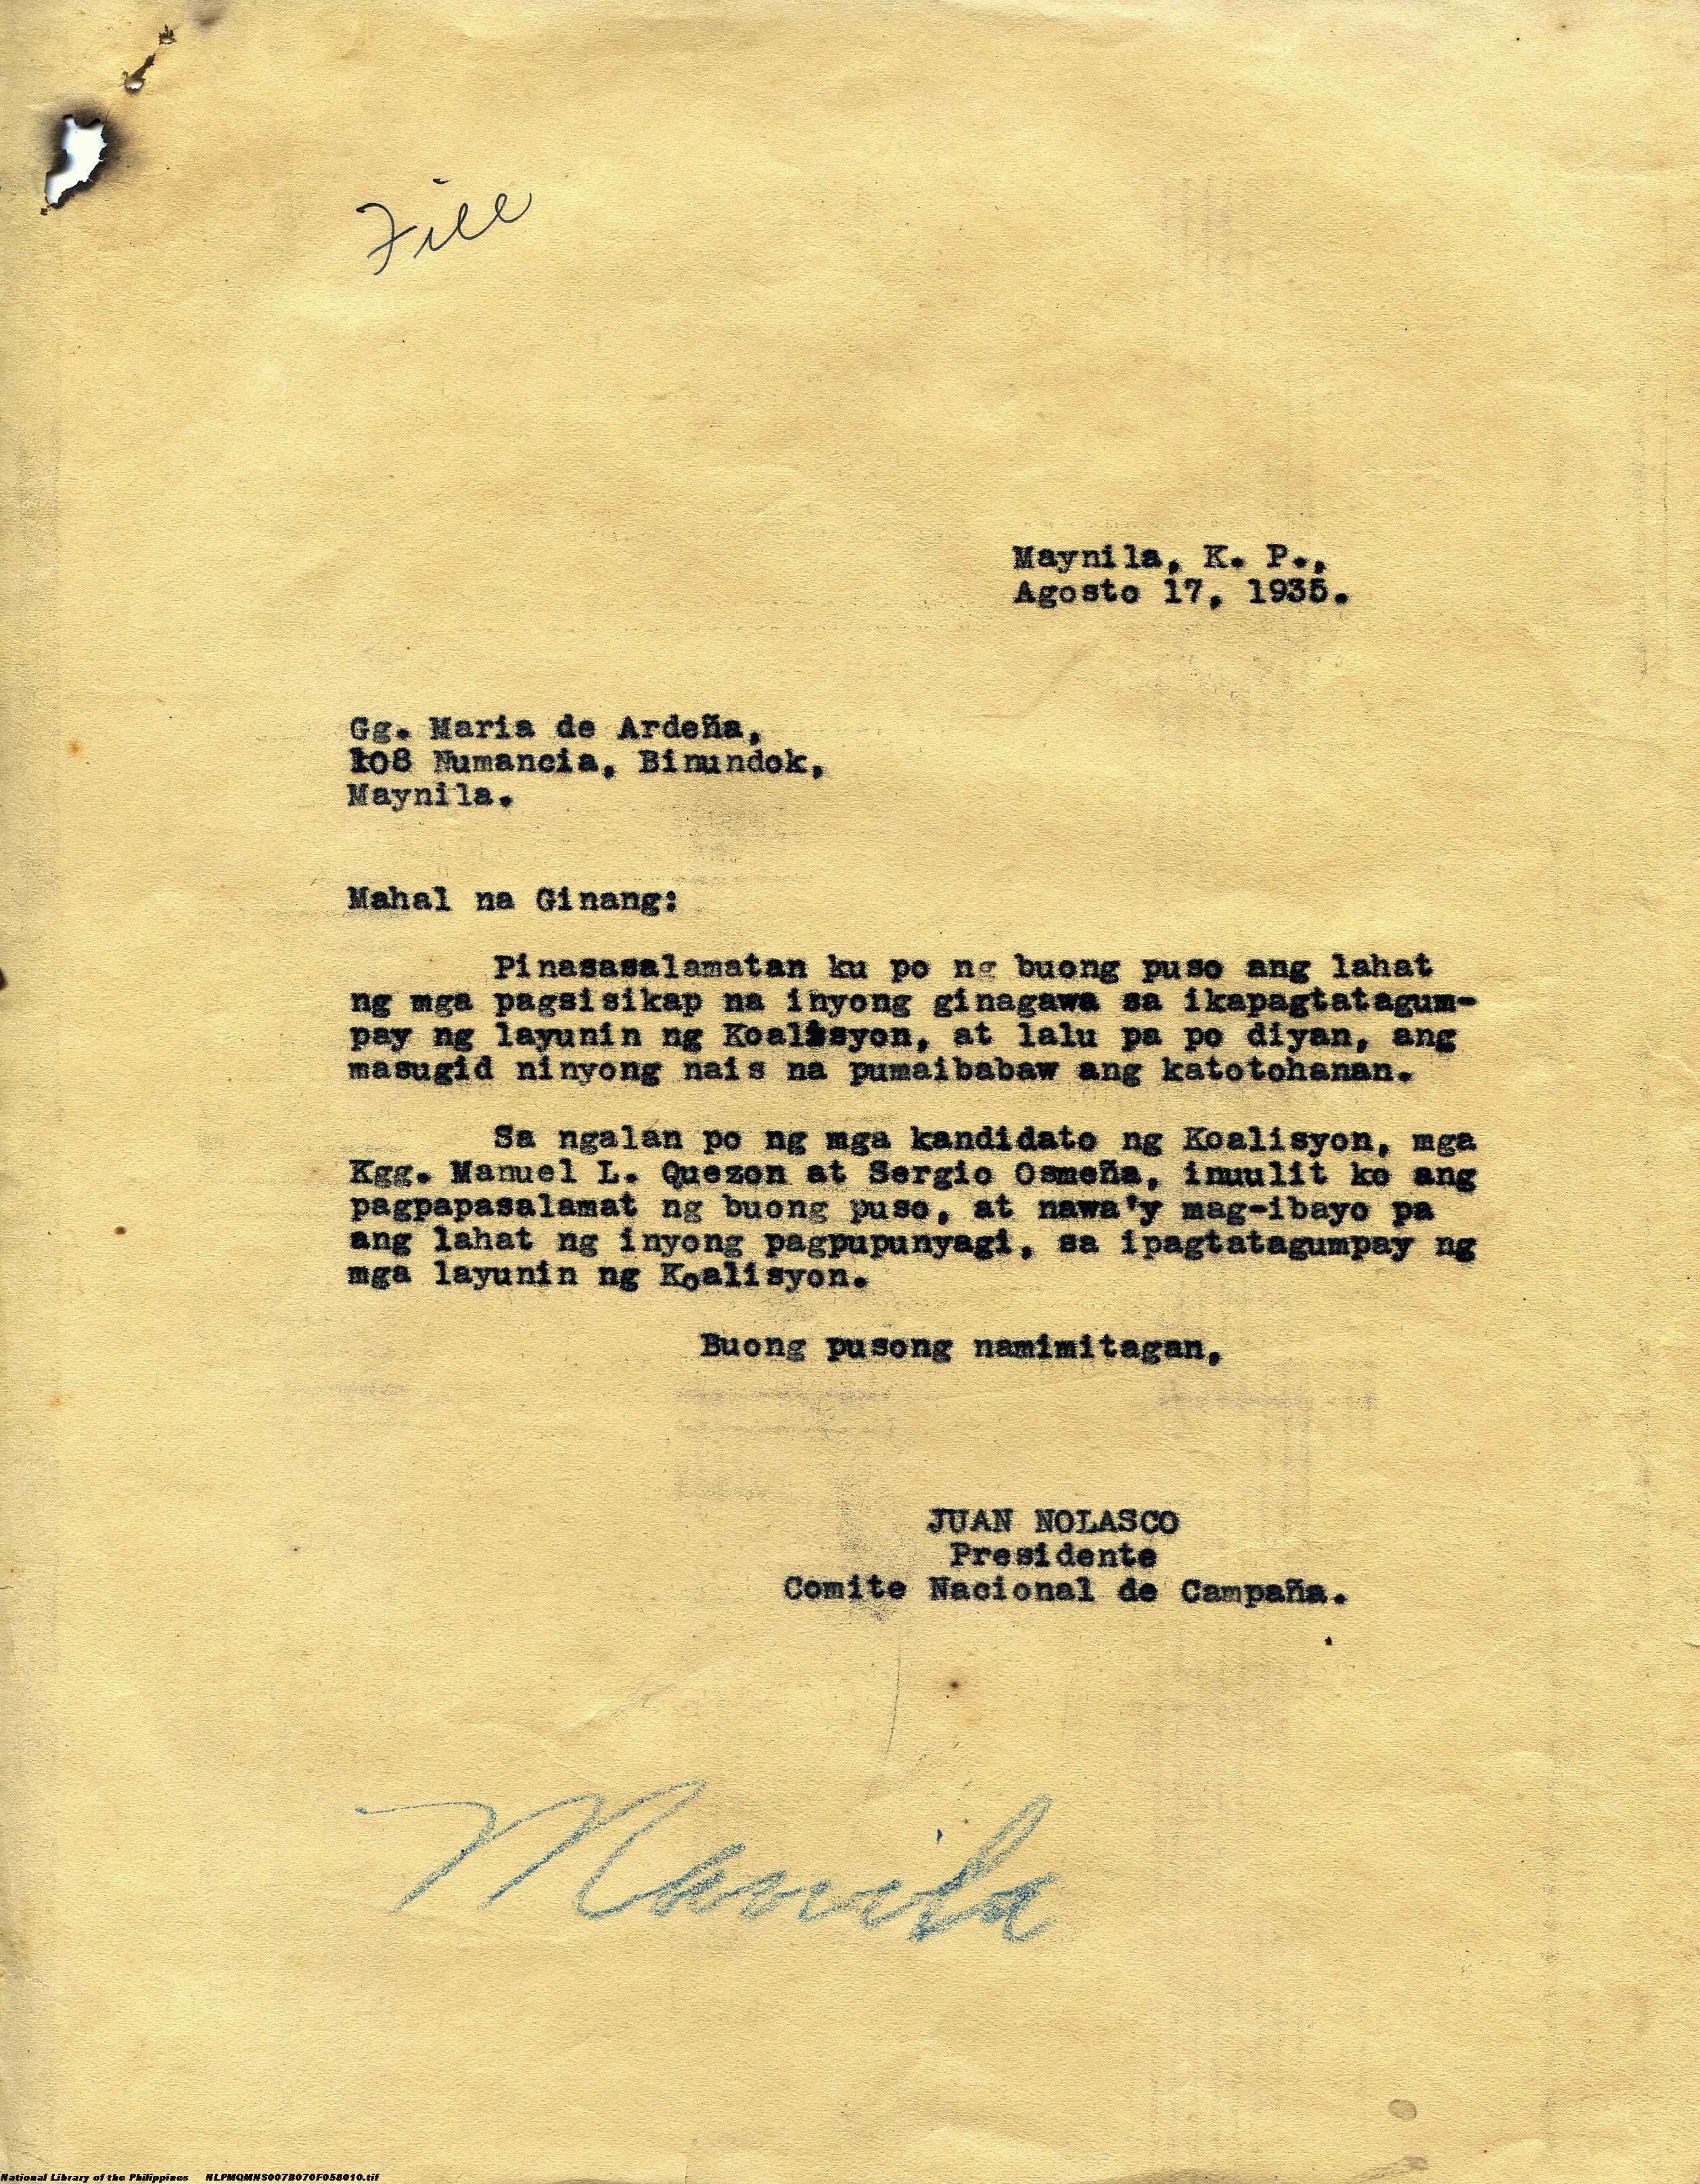 File
Maynila, K. P.,
Agosto 17, 1935.
Gg. Maria de Ardeña,
108 Numancia, Binundok,
Maynila.
Mahal na Ginang:
Pinasasalamatan ku po ng buong puso ang lahat
ng mga pagsisikap na inyong ginagawa sa ikapagtatagum-
pay ng layunin ng Koalisyon, at lalu pa po diyan, ang
masugid ninyong nais na pumaibabaw ang katotohanan.
Sa ngalan po ng mga kandidato ng Koalisyon, mga
Kgg. Manuel L. Quezon at Sergio Osmeña, inuulit ko ang
pagpapasalamat ng buong puso, at nawa'y mag-ibayo pa
ang lahat ng inyong pagpupunyagi, sa ipagtatagumpay ng
mga layunin ng Koalisyon.
Buong pusong namimitagan,
JUAN NOLASCO
Presidente
Comite Nacional de Campaña.
Manila
National Library of the Philippines NLPMQMNS007B070F058010.tif